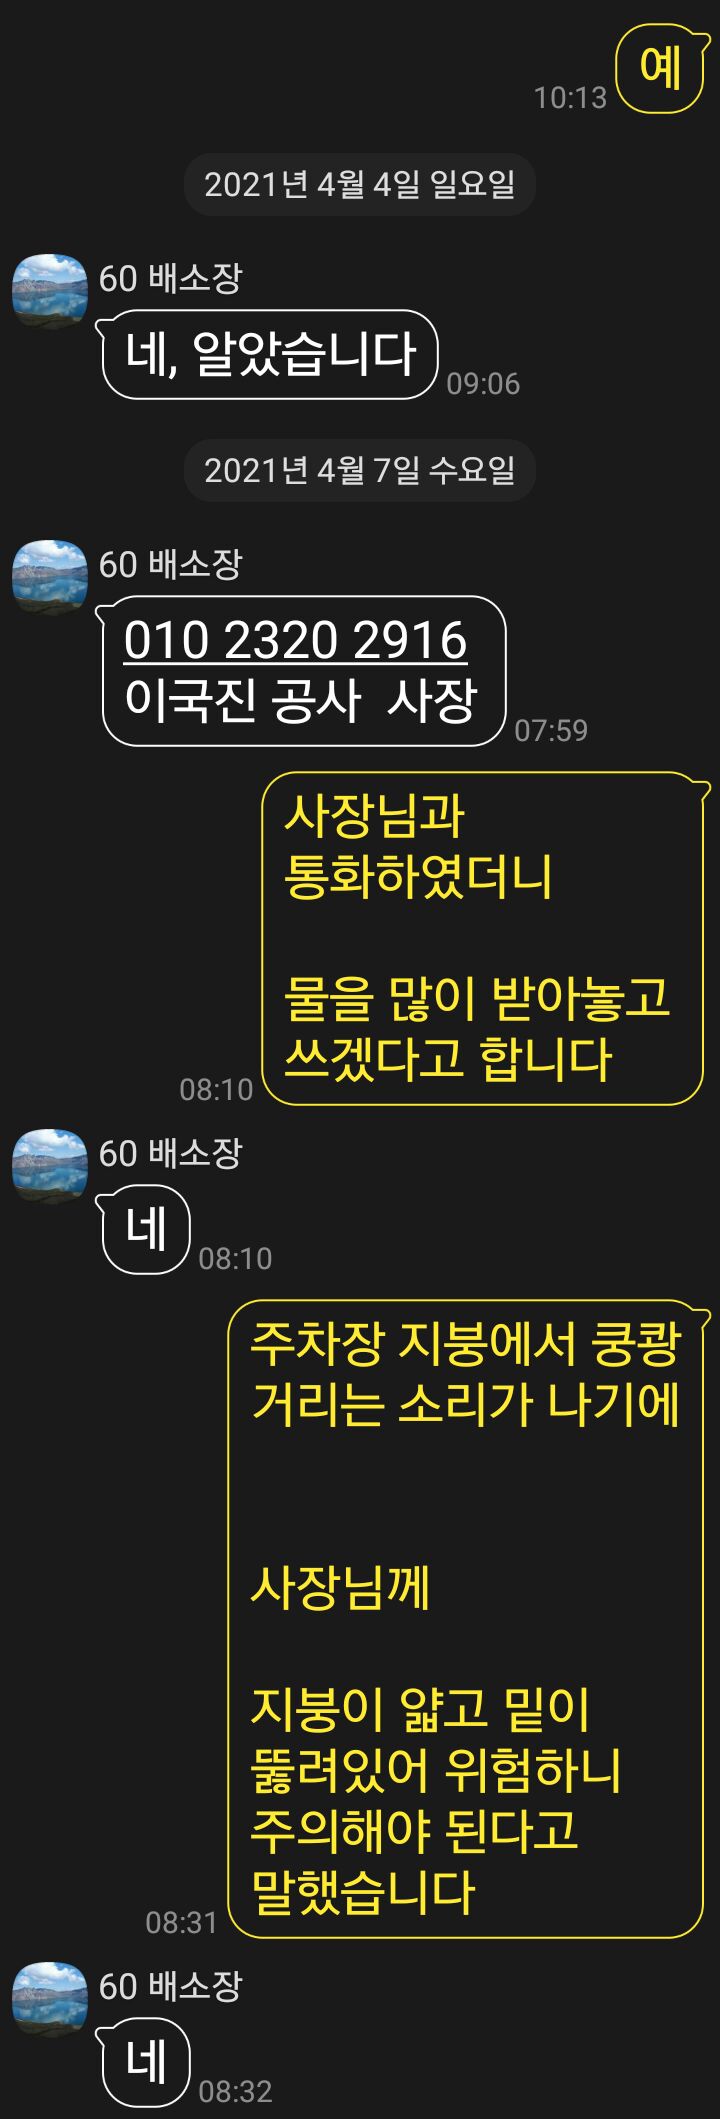 예
10:13
2021년 4월 4일 일요일
60 배소장
네, 알았습니다
09:06
2021년 4월 7일 수요일
60 배소장
010 2320 2916
이국진 공사 사장
07:59
사장님과
통화하였더니
물을 많이 받아놓고
쓰겠다고 합니다
08:10
60 배소장
네
08:10
주차장 지붕에서 쿵쾅
거리는 소리가 나기에
사장님께
지붕이 얇고 밑이
뚫려있어 위험하니
주의해야 된다고
말했습니다
08:31
60 배소장
네
08:32